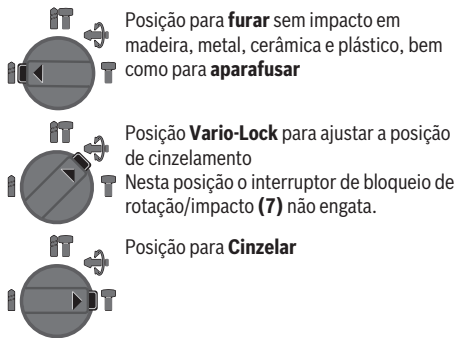 Posição para furar sem impacto em
madeira, metal, cerâmica e plástico, bem
como para aparafusar
Posição Vario-Lock para ajustar a posição
de cinzelamento
Nesta posição o interruptor de bloqueio de
rotação/impacto (7) não engata.
Posição para Cinzelar